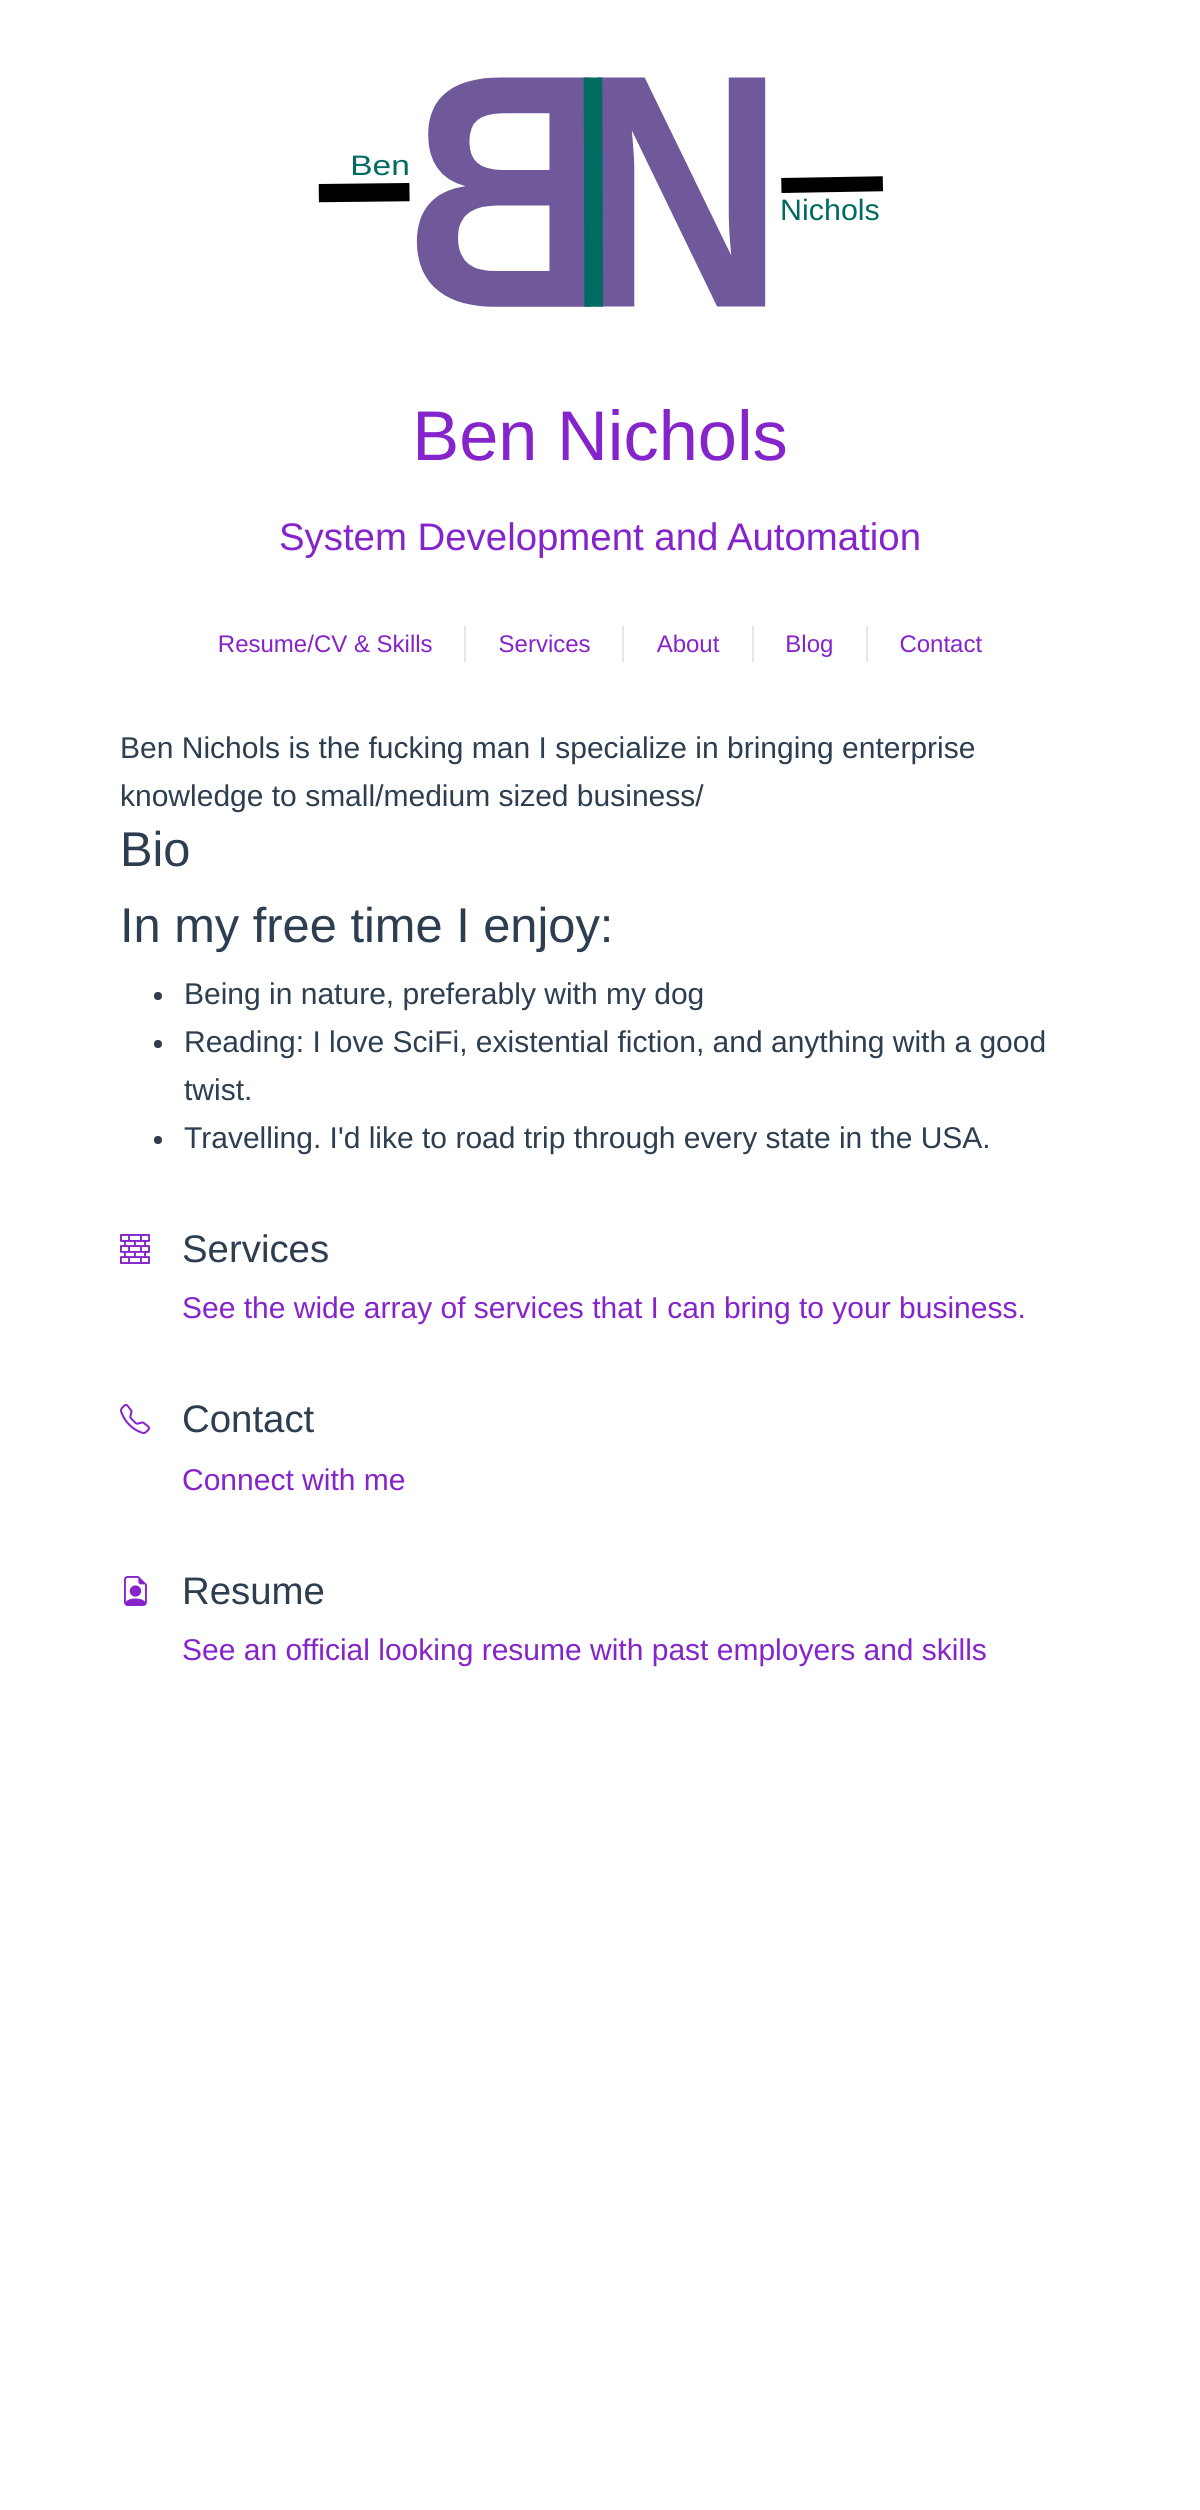 Ben
BN
Nichols
Ben Nichols
System Development and Automation
Resume/CV & Skills Services About Blog Contact
Ben Nichols is the fucking man I specialize in bringing enterprise
knowledge to small/medium sized business/
Bio
In my free time I enjoy:
Being in nature, preferably with my dog
Reading: I love SciFi, existential fiction, and anything with a good
twist.
Travelling. I'd like to road trip through every state in the USA.
Services
See the wide array of services that I can bring to your business.
Contact
Connect with me
Resume
See an official looking resume with past employers and skills